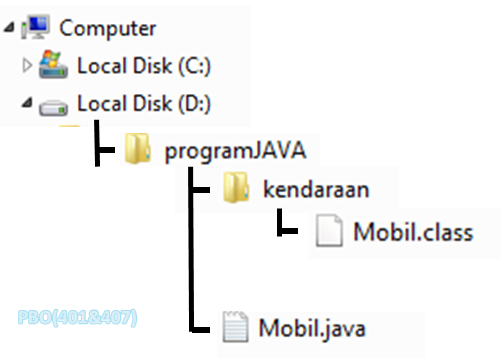 Computer
Local Disk (C:)
Local Disk (D:)
programJAVA
kendaraan
Mobil.class
PBO(401&407)
Mobil.java